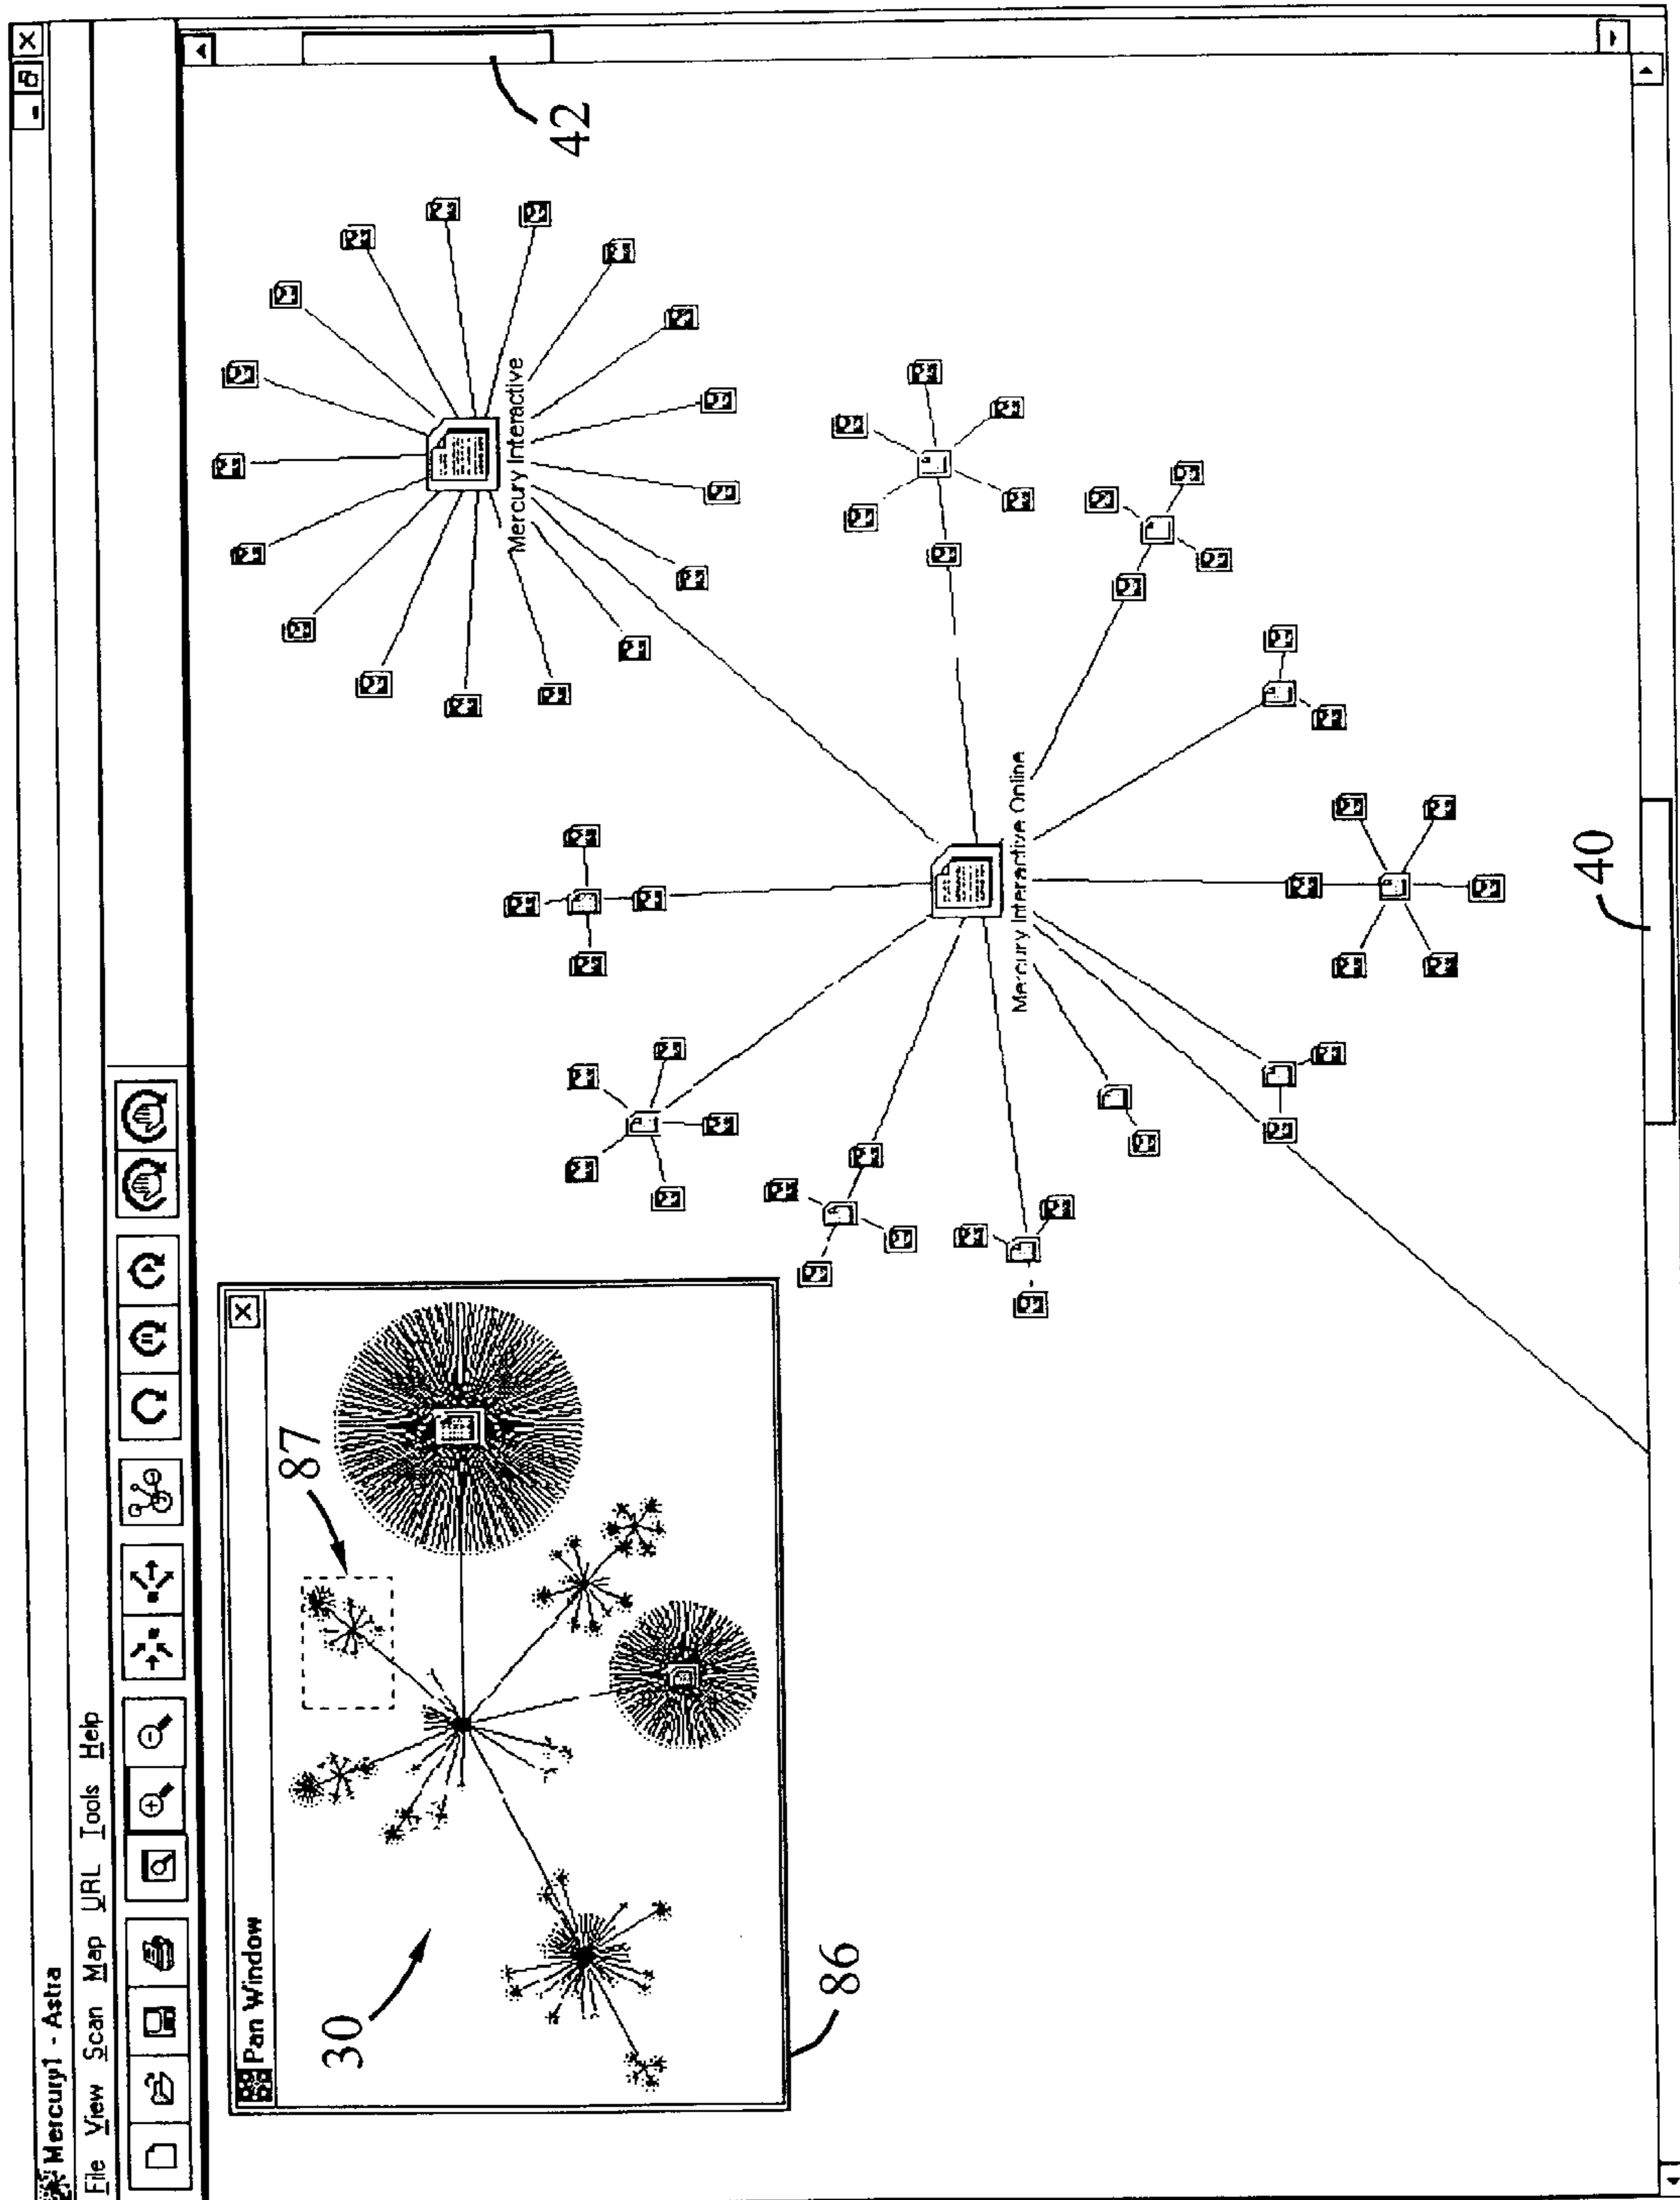 Mercury1 - Astra
File View Scan Map URL Tools Help
Pan Window
30
87
86
Mercury Interactive
42
Mercury Interactive Online
40